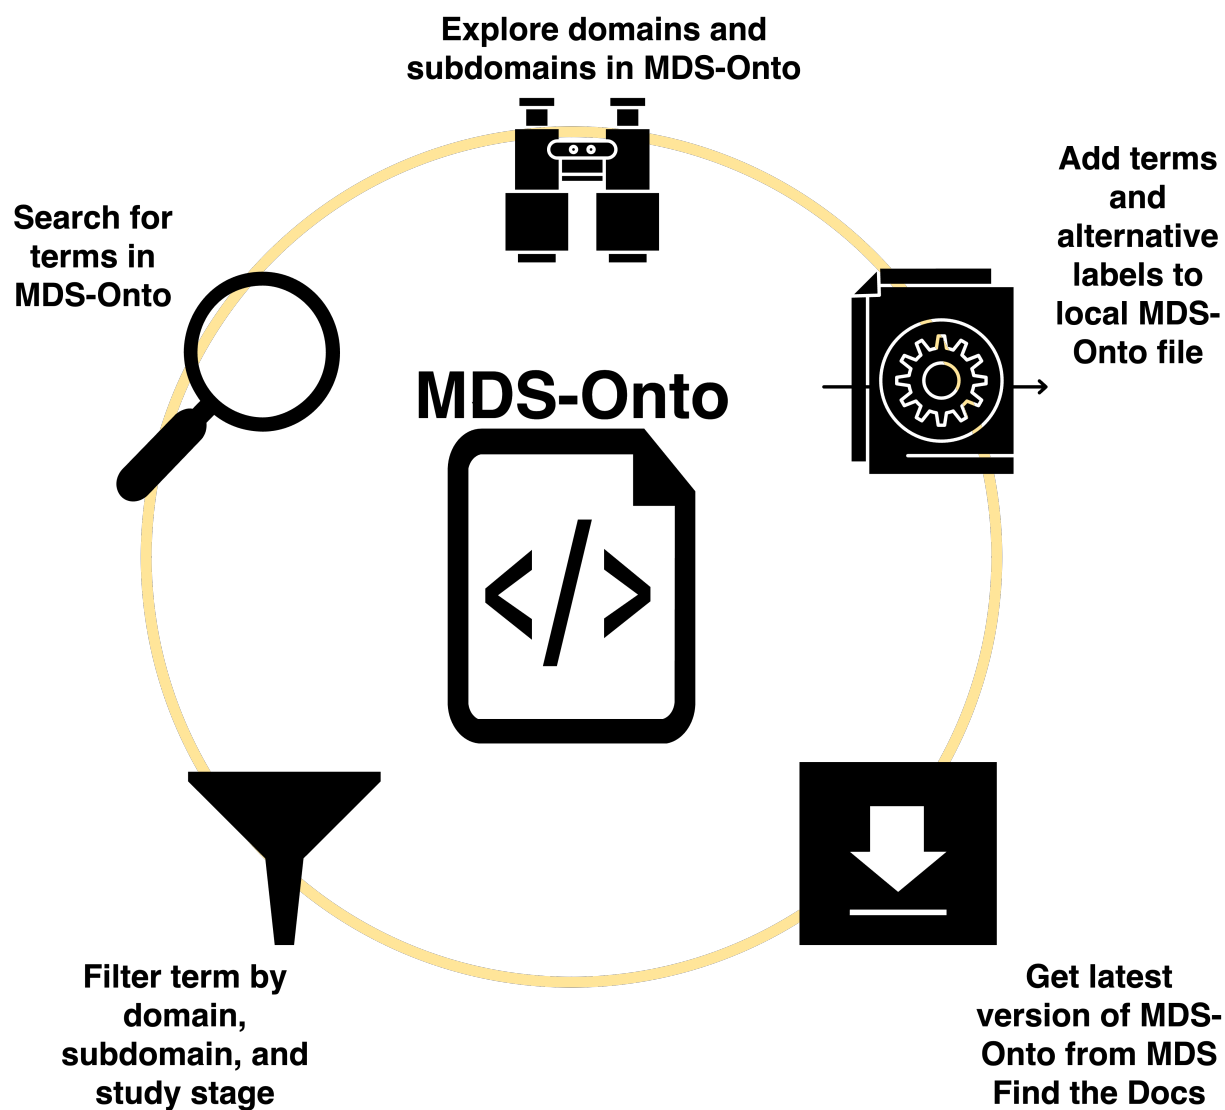 Explore domains and
subdomains in MDS-Onto
Add terms
and
alternative
labels to
local MDS-
Onto file
Search for
terms in
MDS-Onto
MDS-Onto
</>
Filter term by
domain,
subdomain, and
study stage
Get latest
version of MDS-
Onto from MDS
Find the Docs